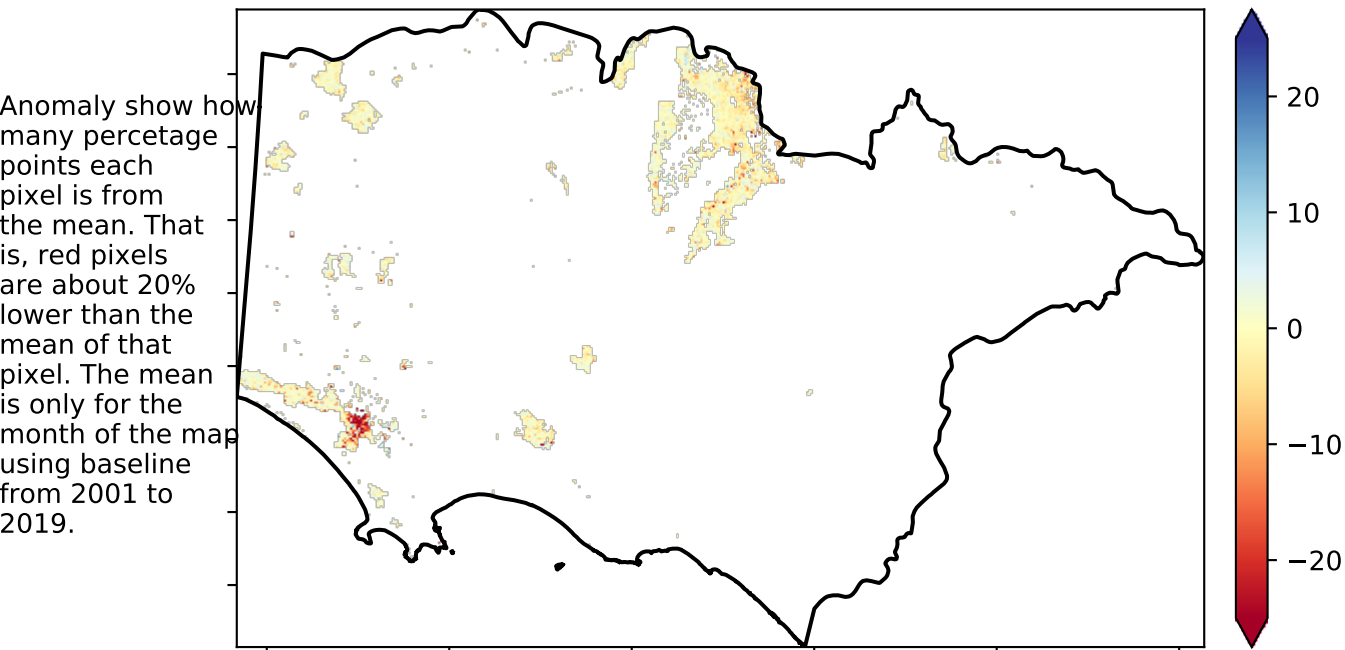 Anomaly show how
many percetage
points each
pixel is from
the mean. That
is, red pixels
are about 20%
lower than the
mean of that
pixel. The mean
is only for the
month of the map
using baseline
from 2001 to
2019.
20
10
0
−10
−20